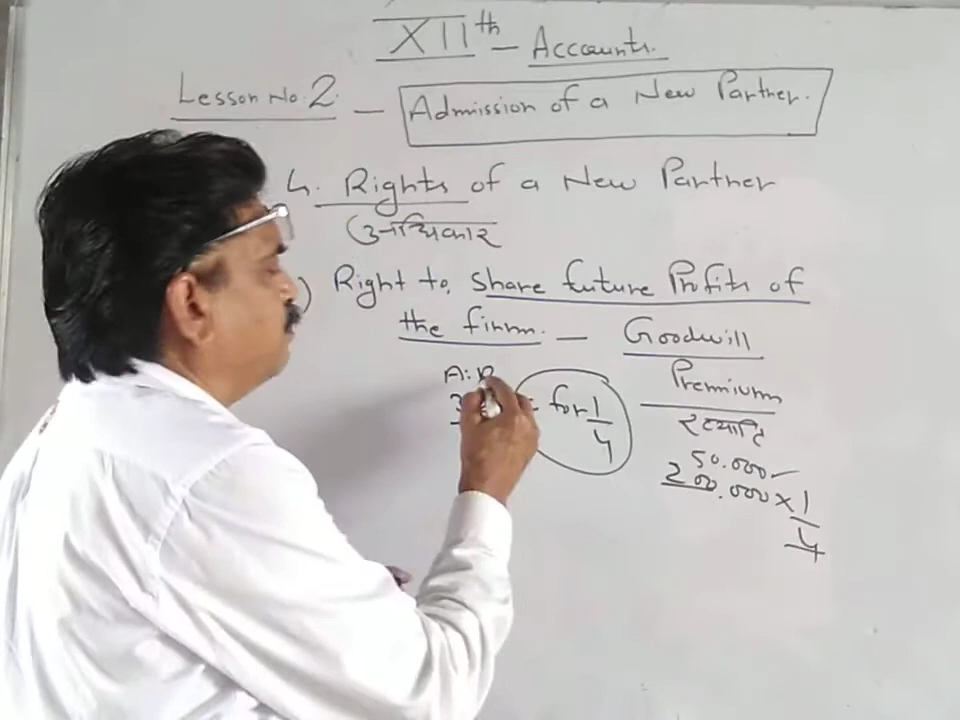 XIIth – Accounts.
Lesson No. 2 – Admission of a New Partner.
4. Rights of a New Partner
अधिकार
) Right to share future Profits of
the firm. – Goodwill
Premium
ख्याति
A: B
3
for 1/4
50.000
200.000 × 1/4